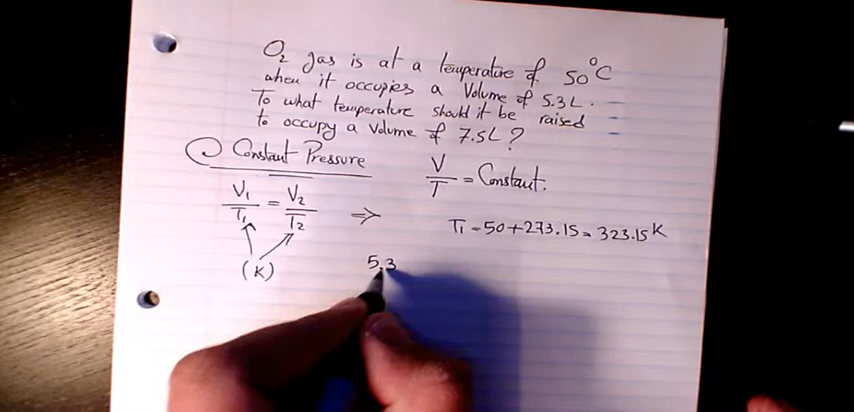 O₂ gas is at a temperature of 50°C
when it occupies a Volume of 5.3L.
To what temperature should it be raised
to occupy a volume of 7.5L?
@ Constant Pressure
V/T = Constant.
V₁/T₁ = V₂/T₂ ⇒
T₁ = 50+273.15 = 323.15 K
(K)
5.3